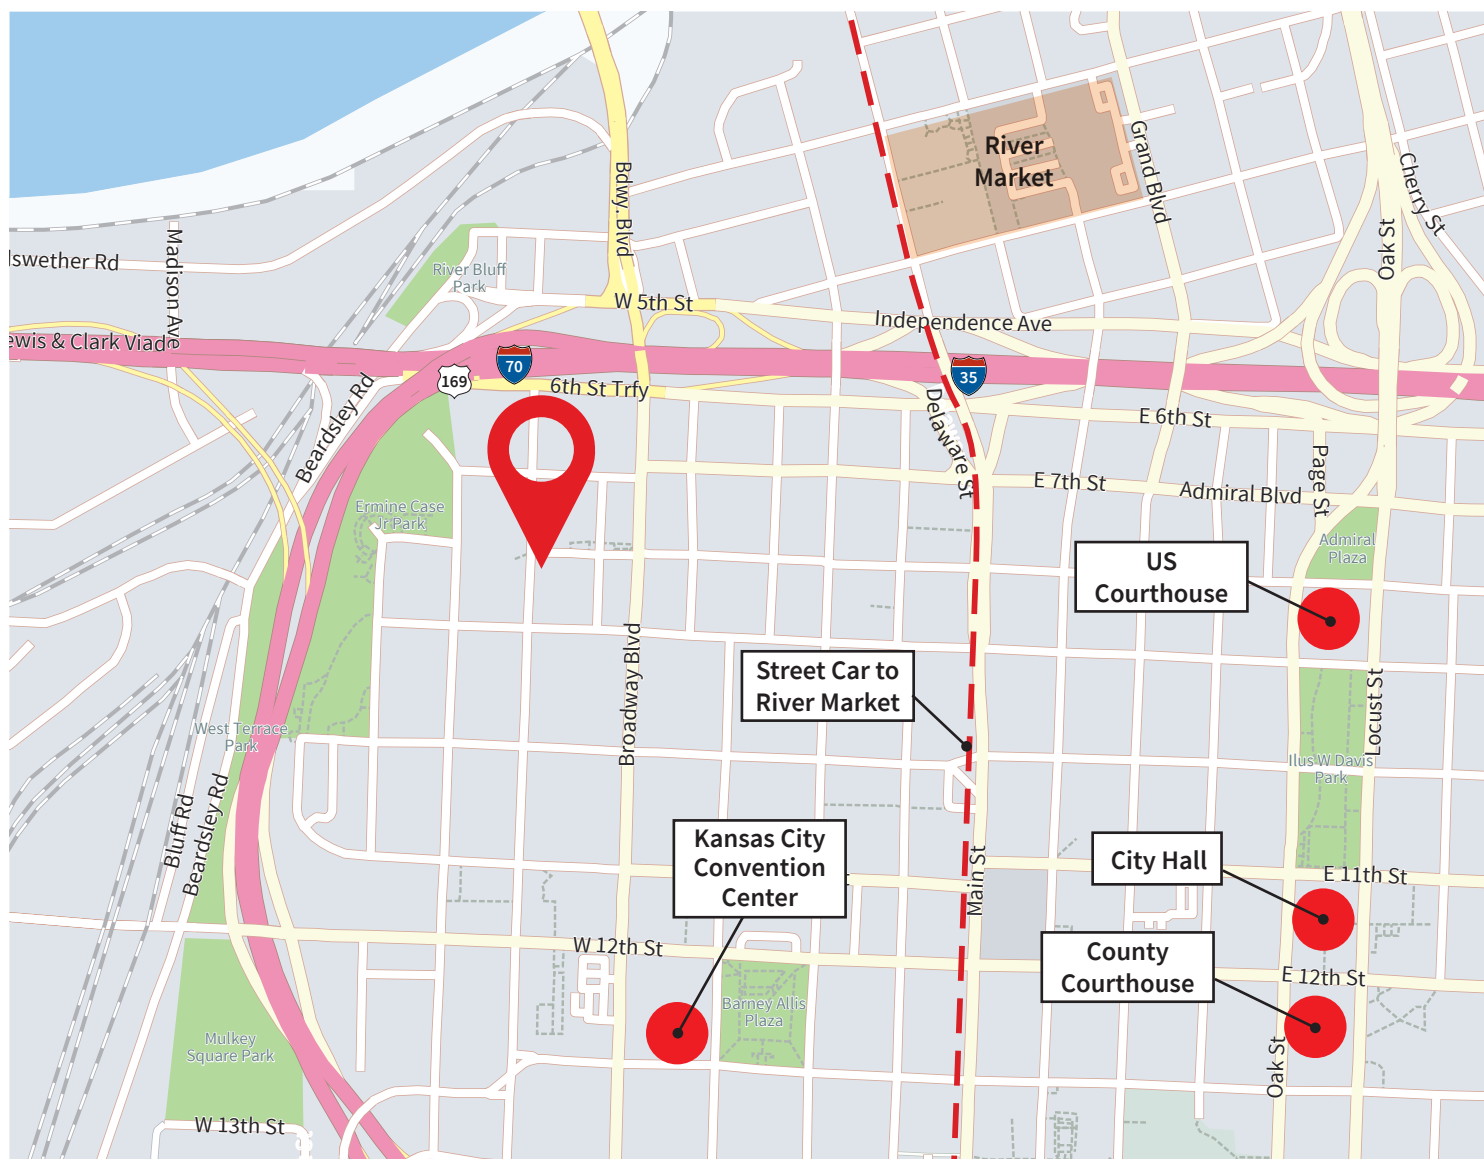 River
Market
Grand Blvd
Cherry St
Oak St
Bdwy. Blvd
Madison Ave
lswether Rd
River Bluff
Park
W 5th St
Independence Ave
ewis & Clark Viad
70
169
35
6th St Trfy
Beardsley Rd
Delaware St
E 6th St
E 7th St
Admiral Blvd
Page St
Ermine Case
Jr Park
Admiral
Plaza
US
Courthouse
Broadway Blvd
Street Car to
River Market
Locust St
West Terrace
Park
Ilus W Davis
Park
Bluff Rd
Beardsley Rd
Kansas City
Convention
Center
Main St
City Hall
E 11th St
W 12th St
County
Courthouse
E 12th St
Barney Allis
Plaza
Mulkey
Square Park
Oak St
W 13th St